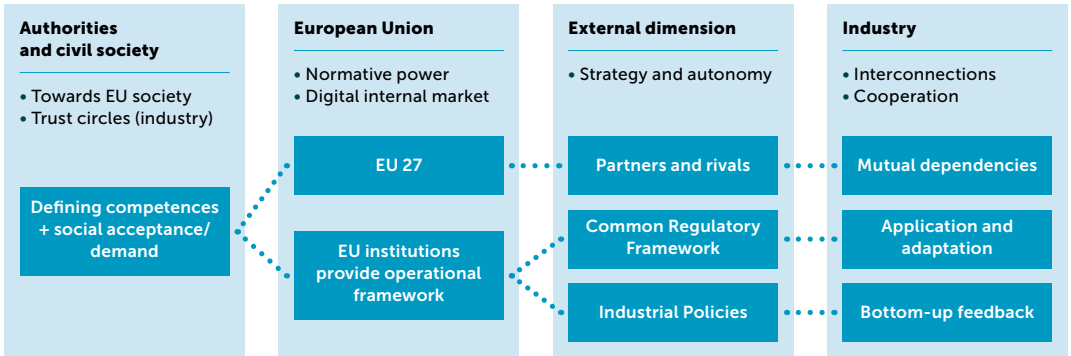 Authorities
and civil society
• Towards EU society
• Trust circles (industry)
Defining competences
+ social acceptance/
demand
European Union
• Normative power
• Digital internal market
EU 27
EU institutions
provide operational
framework
External dimension
• Strategy and autonomy
Partners and rivals
Common Regulatory
Framework
Industrial Policies
Industry
• Interconnections
• Cooperation
Mutual dependencies
Application and
adaptation
Bottom-up feedback